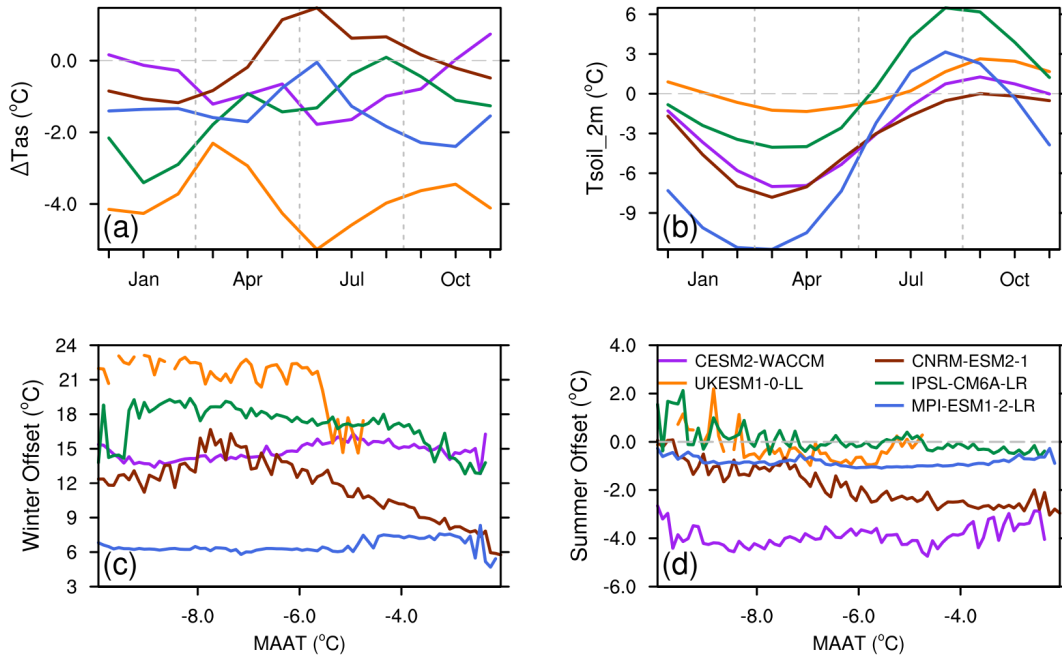 ΔTas (°C)
0.0
-2.0
-4.0
(a)
Jan Apr Jul Oct
Tsoil_2m (°C)
6
3
0
-3
-6
-9
(b)
Jan Apr Jul Oct
Winter Offset (°C)
24
21
18
15
12
9
6
3
(c)
-8.0 -6.0 -4.0
MAAT (°C)
Summer Offset (°C)
4.0
2.0
0.0
-2.0
-4.0
-6.0
CESM2-WACCM
UKESM1-0-LL
CNRM-ESM2-1
IPSL-CM6A-LR
MPI-ESM1-2-LR
(d)
-8.0 -6.0 -4.0
MAAT (°C)